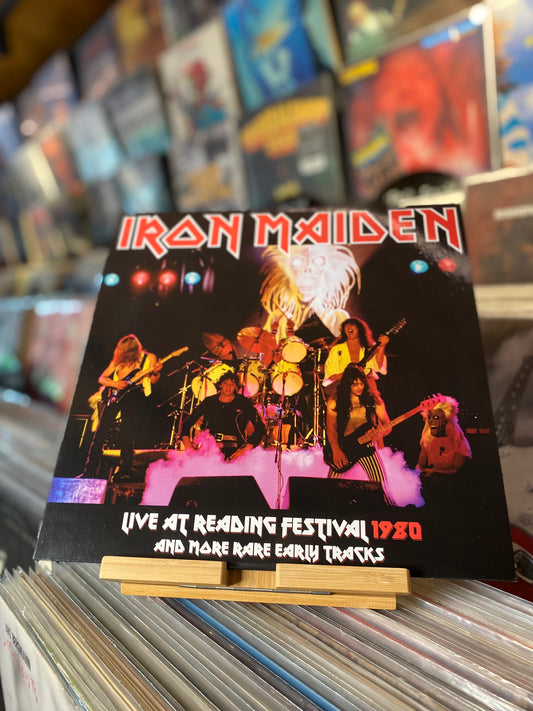 IRON MAIDEN
LIVE AT READING FESTIVAL 1980
AND MORE RARE EARLY TRACKS